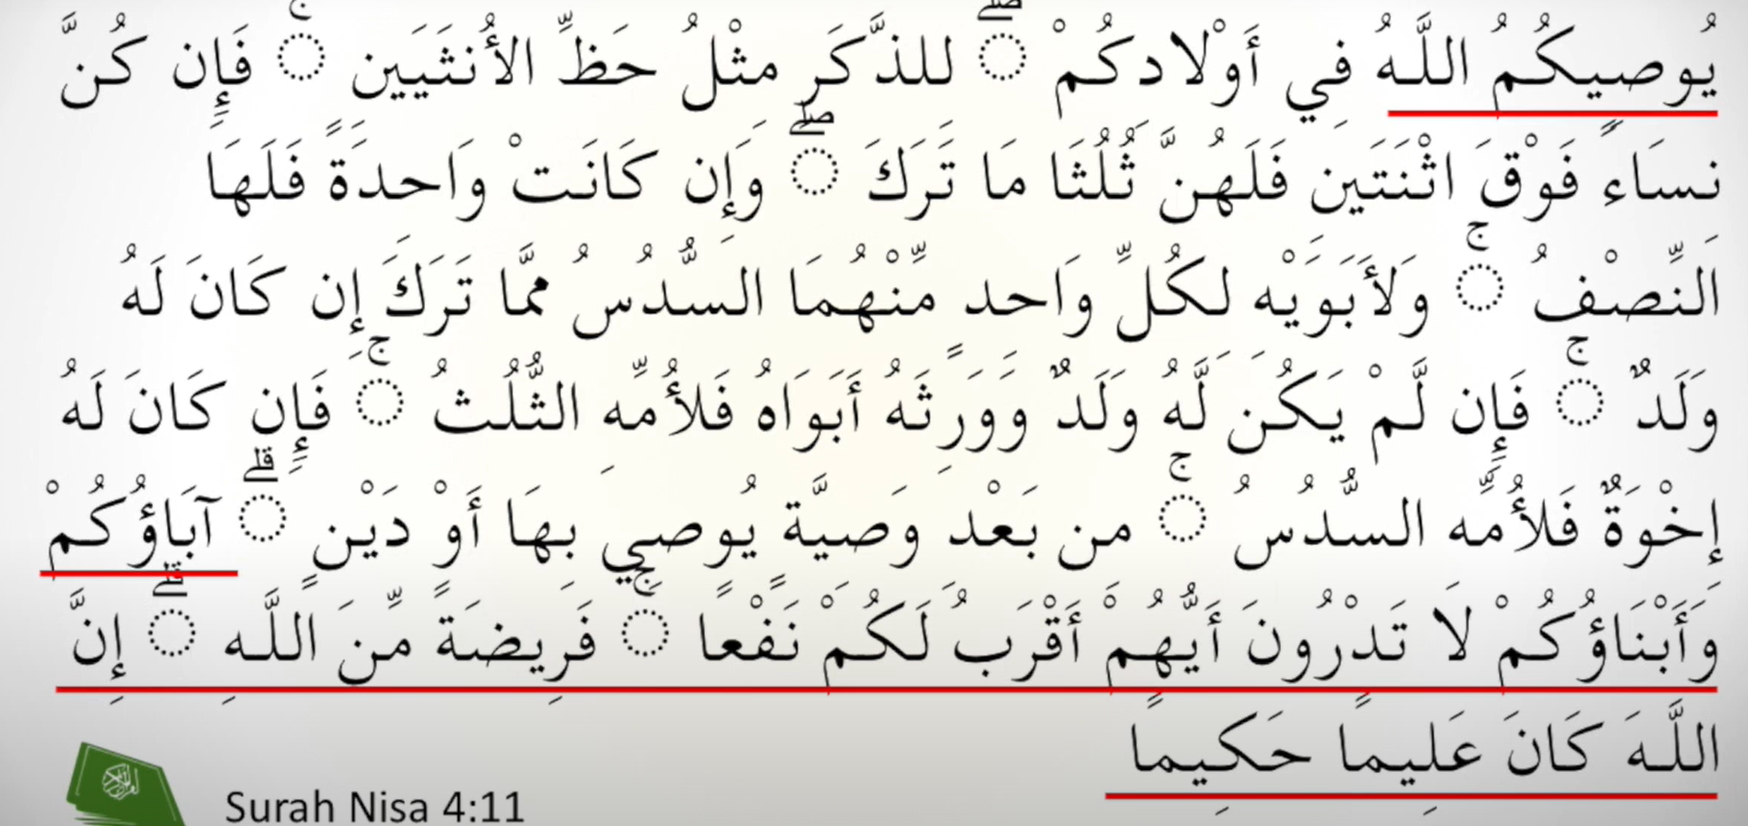 يُوصِيكُمُ اللَّهُ فِي أَوْلَادِكُمْ ۖ لِلذَّكَرِ مِثْلُ حَظِّ الْأُنثَيَيْنِ ۚ فَإِن كُنَّ
نِسَاءً فَوْقَ اثْنَتَيْنِ فَلَهُنَّ ثُلُثَا مَا تَرَكَ ۖ وَإِن كَانَتْ وَاحِدَةً فَلَهَا
النِّصْفُ ۚ وَلِأَبَوَيْهِ لِكُلِّ وَاحِدٍ مِّنْهُمَا السُّدُسُ مِمَّا تَرَكَ إِن كَانَ لَهُ
وَلَدٌ ۚ فَإِن لَّمْ يَكُن لَّهُ وَلَدٌ وَوَرِثَهُ أَبَوَاهُ فَلِأُمِّهِ الثُّلُثُ ۚ فَإِن كَانَ لَهُ
إِخْوَةٌ فَلِأُمِّهِ السُّدُسُ ۚ مِن بَعْدِ وَصِيَّةٍ يُوصِي بِهَا أَوْ دَيْنٍ ۗ آبَاؤُكُمْ
وَأَبْنَاؤُكُمْ لَا تَدْرُونَ أَيُّهُمْ أَقْرَبُ لَكُمْ نَفْعًا ۚ فَرِيضَةً مِّنَ اللَّهِ ۗ إِنَّ
اللَّهَ كَانَ عَلِيمًا حَكِيمًا
Surah Nisa 4:11